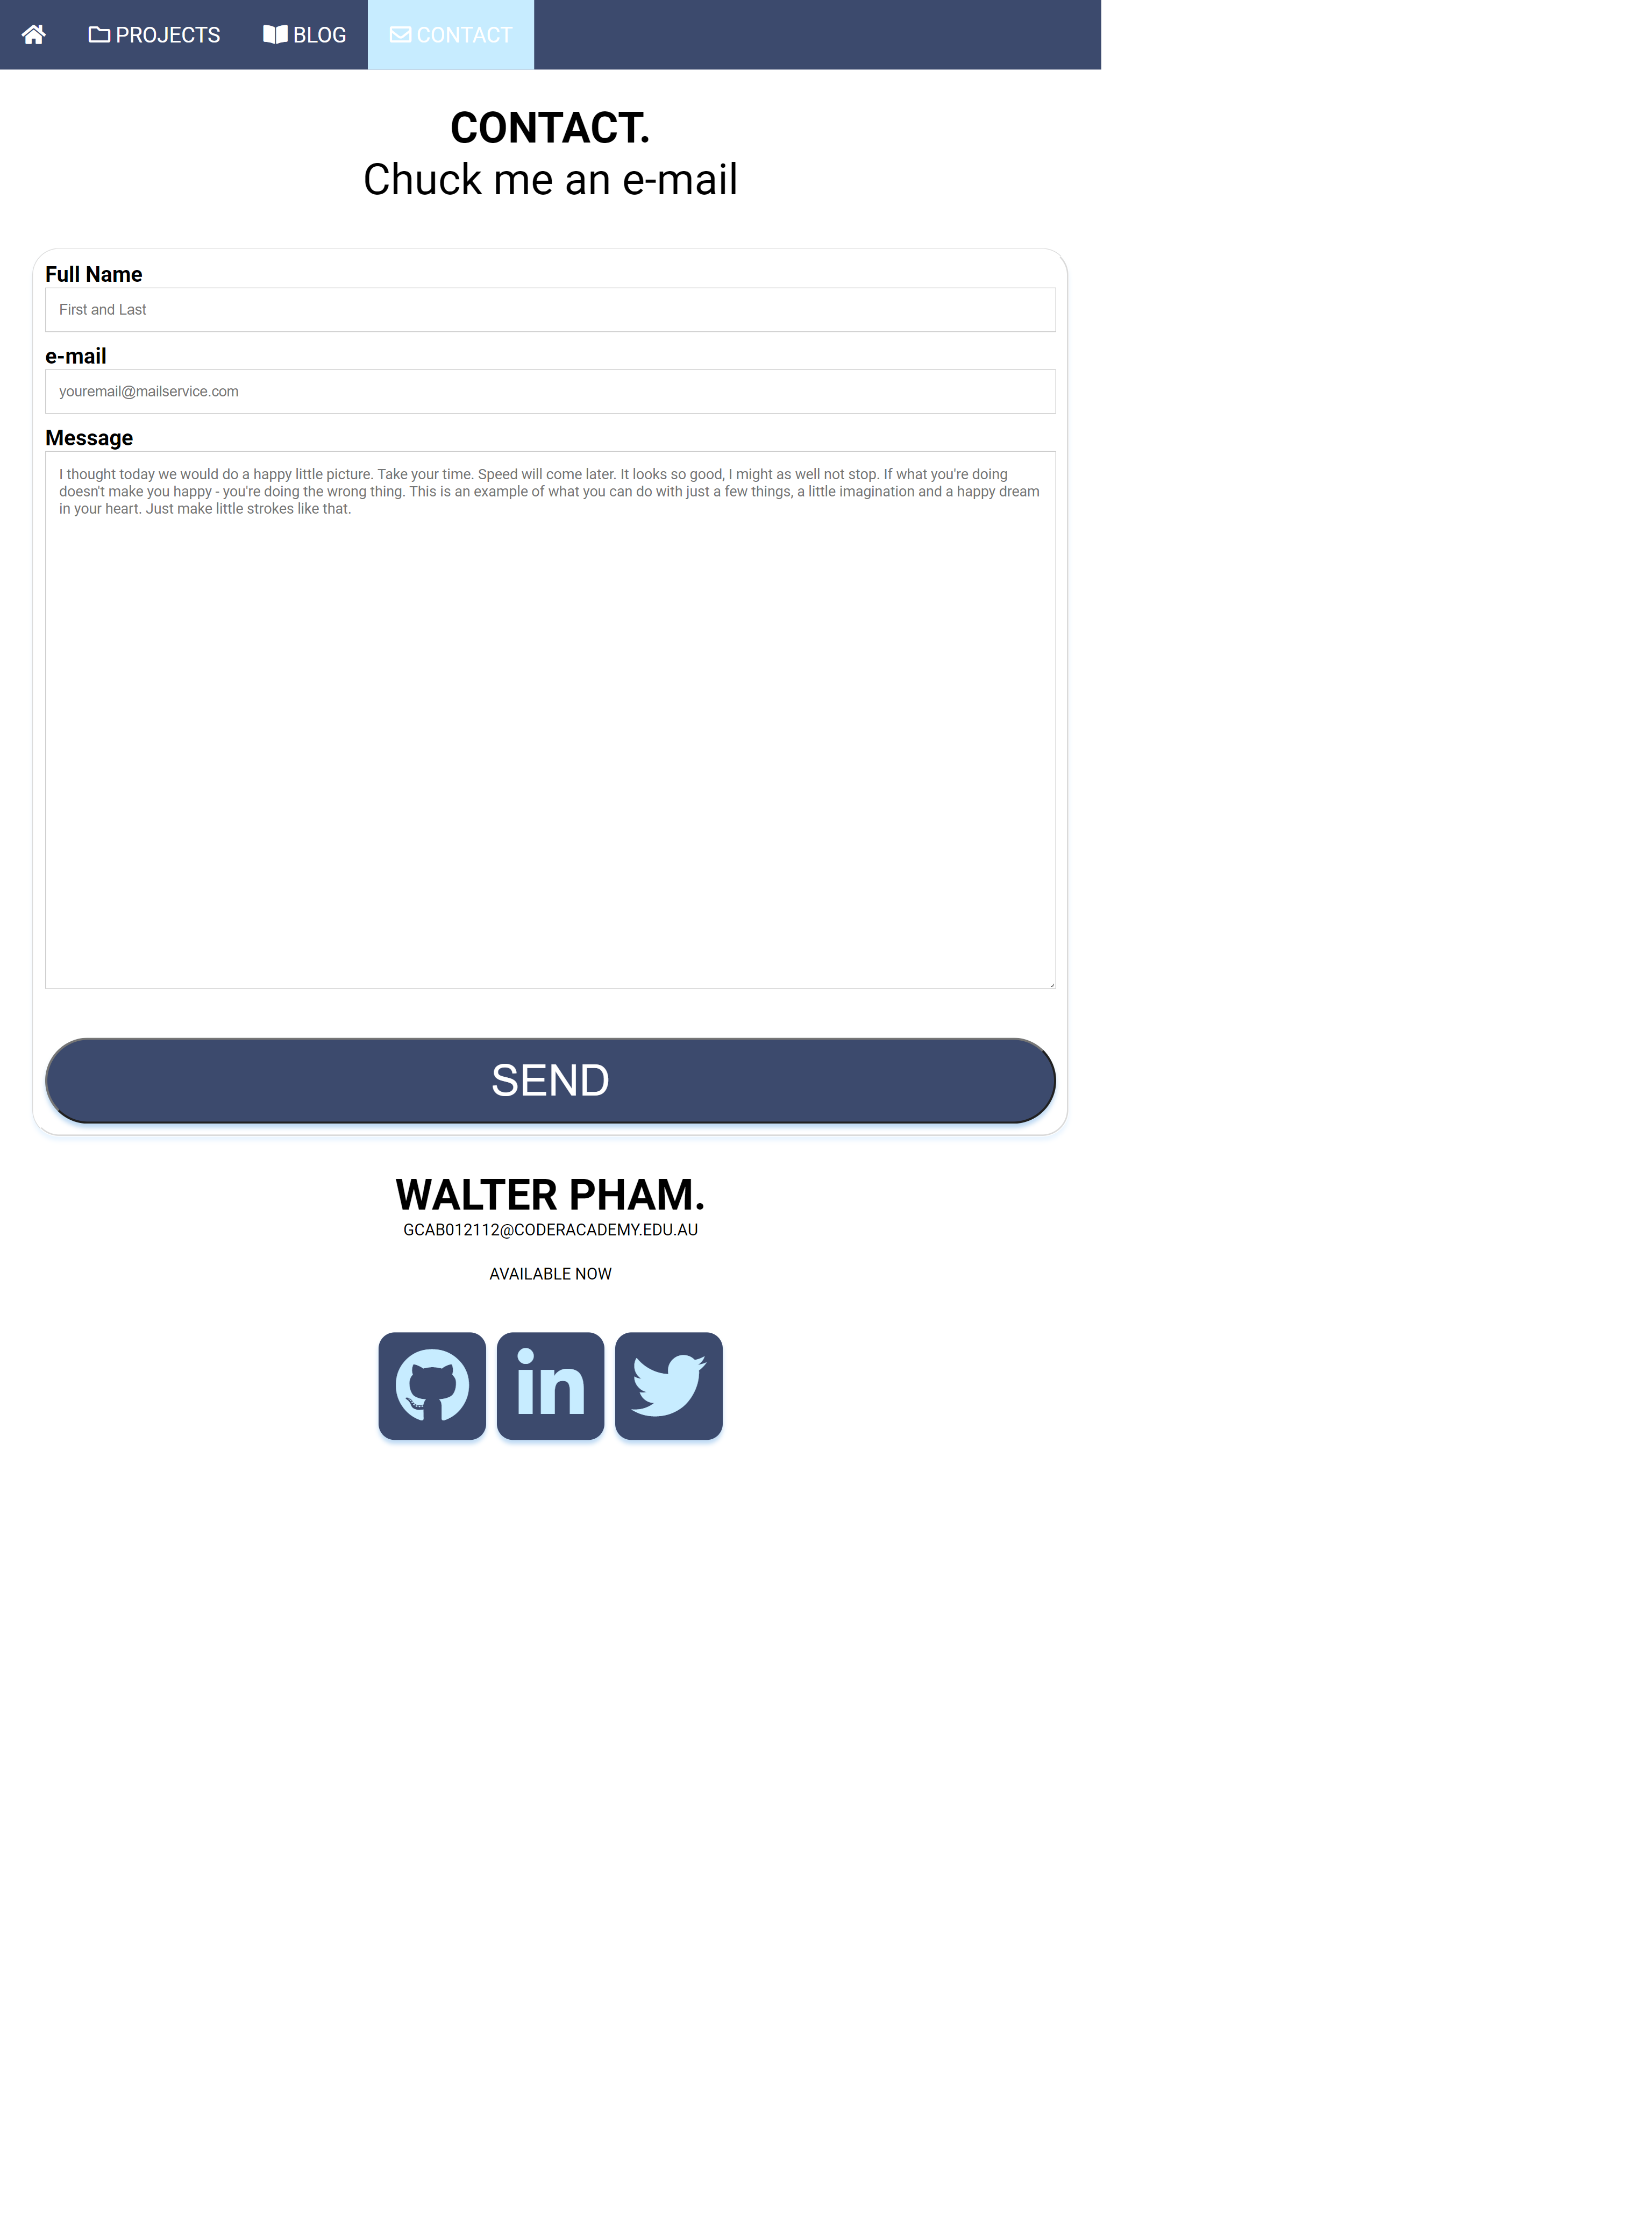 PROJECTS BLOG CONTACT
CONTACT.
Chuck me an e-mail
Full Name
First and Last
e-mail
youremail@mailservice.com
Message
I thought today we would do a happy little picture. Take your time. Speed will come later. It looks so good, I might as well not stop. If what you're doing
doesn't make you happy - you're doing the wrong thing. This is an example of what you can do with just a few things, a little imagination and a happy dream
in your heart. Just make little strokes like that.
SEND
WALTER PHAM.
GCAB012112@CODERACADEMY.EDU.AU
AVAILABLE NOW
in